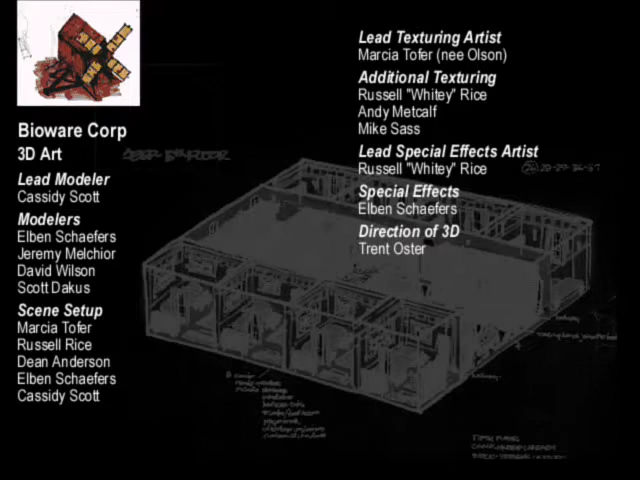 Bioware Corp
3D Art
Lead Modeler
Cassidy Scott
Modelers
Elben Schaefers
Jeremy Melchior
David Wilson
Scott Dakus
Scene Setup
Marcia Tofer
Russell Rice
Dean Anderson
Elben Schaefers
Cassidy Scott
Lead Texturing Artist
Marcia Tofer (nee Olson)
Additional Texturing
Russell "Whitey" Rice
Andy Metcalf
Mike Sass
Lead Special Effects Artist
Russell "Whitey" Rice
Special Effects
Elben Schaefers
Direction of 3D
Trent Oster